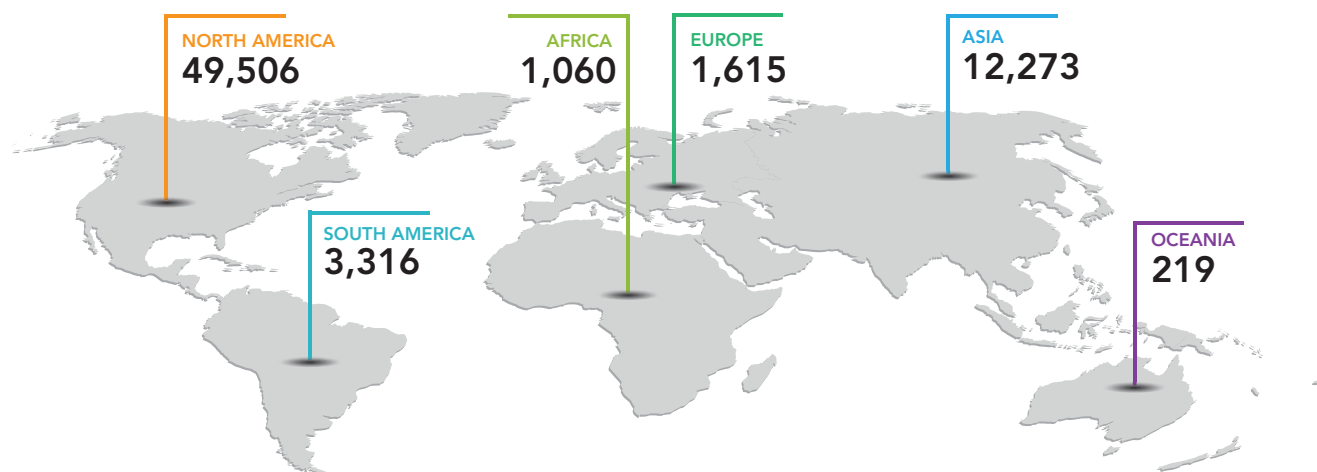 NORTH AMERICA
49,506
AFRICA
1,060
EUROPE
1,615
ASIA
12,273
SOUTH AMERICA
3,316
OCEANIA
219